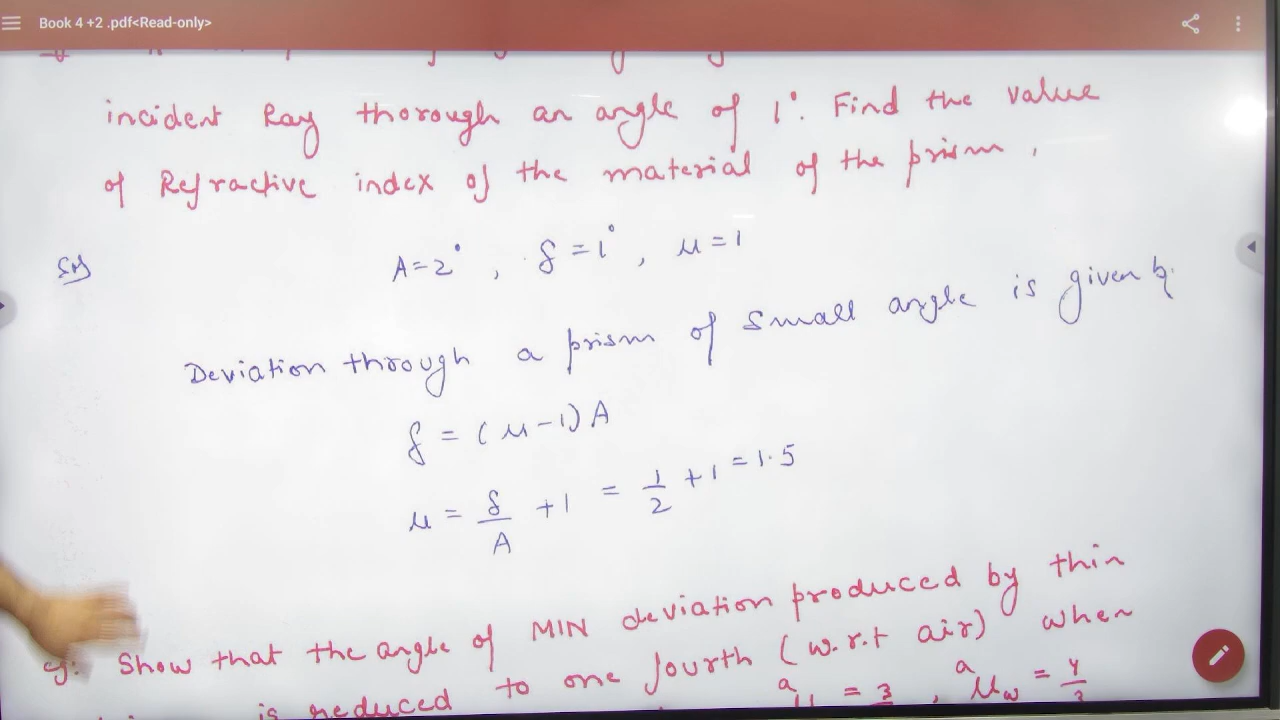 Book 4 +2 .pdf<Read-only>
incident Ray thorough an angle of 1°. Find the value
of Refractive index of the material of the prism,
Sol
A=2° , δ=1° , μ=1
Deviation through a prism of small angle is given by
δ = (μ-1) A
μ = δ/A +1 = 1/2 +1 = 1.5
eg: Show that the angle of MIN deviation produced by thin
is reduced to one fourth (w.r.t air) when